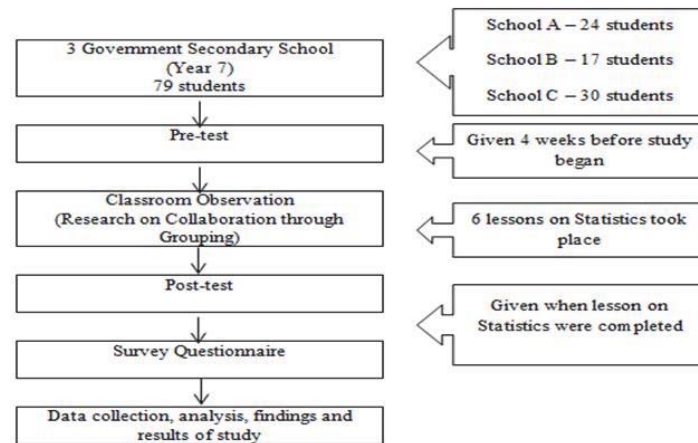 3 Government Secondary School
(Year 7)
79 students
School A – 24 students
School B – 17 students
School C – 30 students
Pre-test
Given 4 weeks before study
began
Classroom Observation
(Research on Collaboration through
Grouping)
6 lessons on Statistics took
place
Post-test
Given when lesson on
Statistics were completed
Survey Questionnaire
Data collection, analysis, findings and
results of study